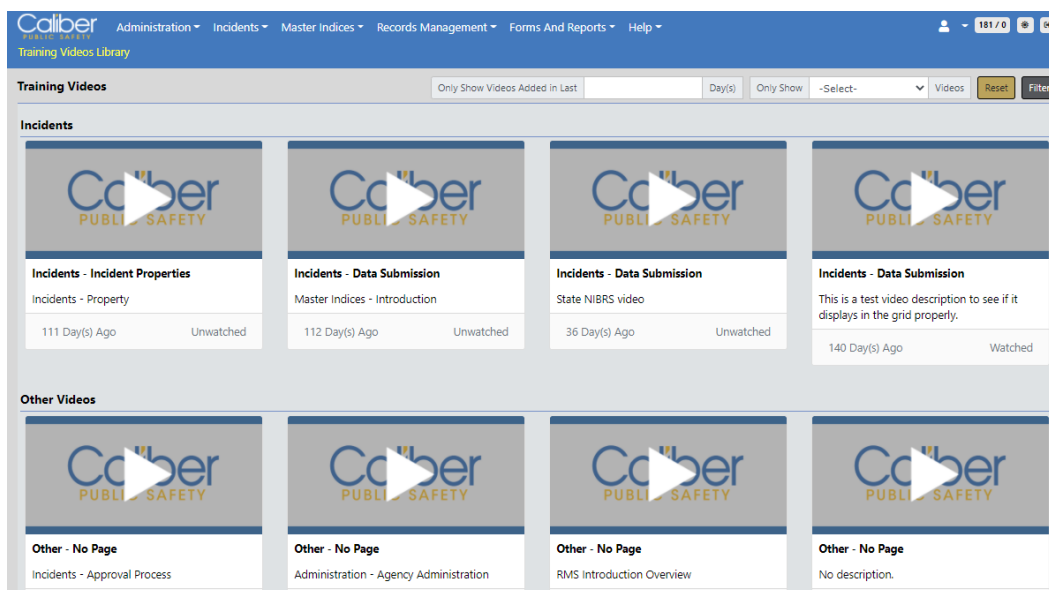 Caliber
PUBLIC SAFETY
Administration Incidents Master Indices Records Management Forms And Reports Help
181 / 0
Training Videos Library
Training Videos
Only Show Videos Added in Last Day(s) Only Show -Select- Videos Reset Filter
Incidents
Caliber Caliber Caliber Caliber
PUBLIC SAFETY PUBLIC SAFETY PUBLIC SAFETY PUBLIC SAFETY
Incidents - Incident Properties
Incidents - Property
111 Day(s) Ago Unwatched
Incidents - Data Submission
Master Indices - Introduction
112 Day(s) Ago Unwatched
Incidents - Data Submission
State NIBRS video
36 Day(s) Ago Unwatched
Incidents - Data Submission
This is a test video description to see if it
displays in the grid properly.
140 Day(s) Ago Watched
Other Videos
Caliber Caliber Caliber Caliber
PUBLIC SAFETY PUBLIC SAFETY PUBLIC SAFETY PUBLIC SAFETY
Other - No Page
Incidents - Approval Process
Other - No Page
Administration - Agency Administration
Other - No Page
RMS Introduction Overview
Other - No Page
No description.